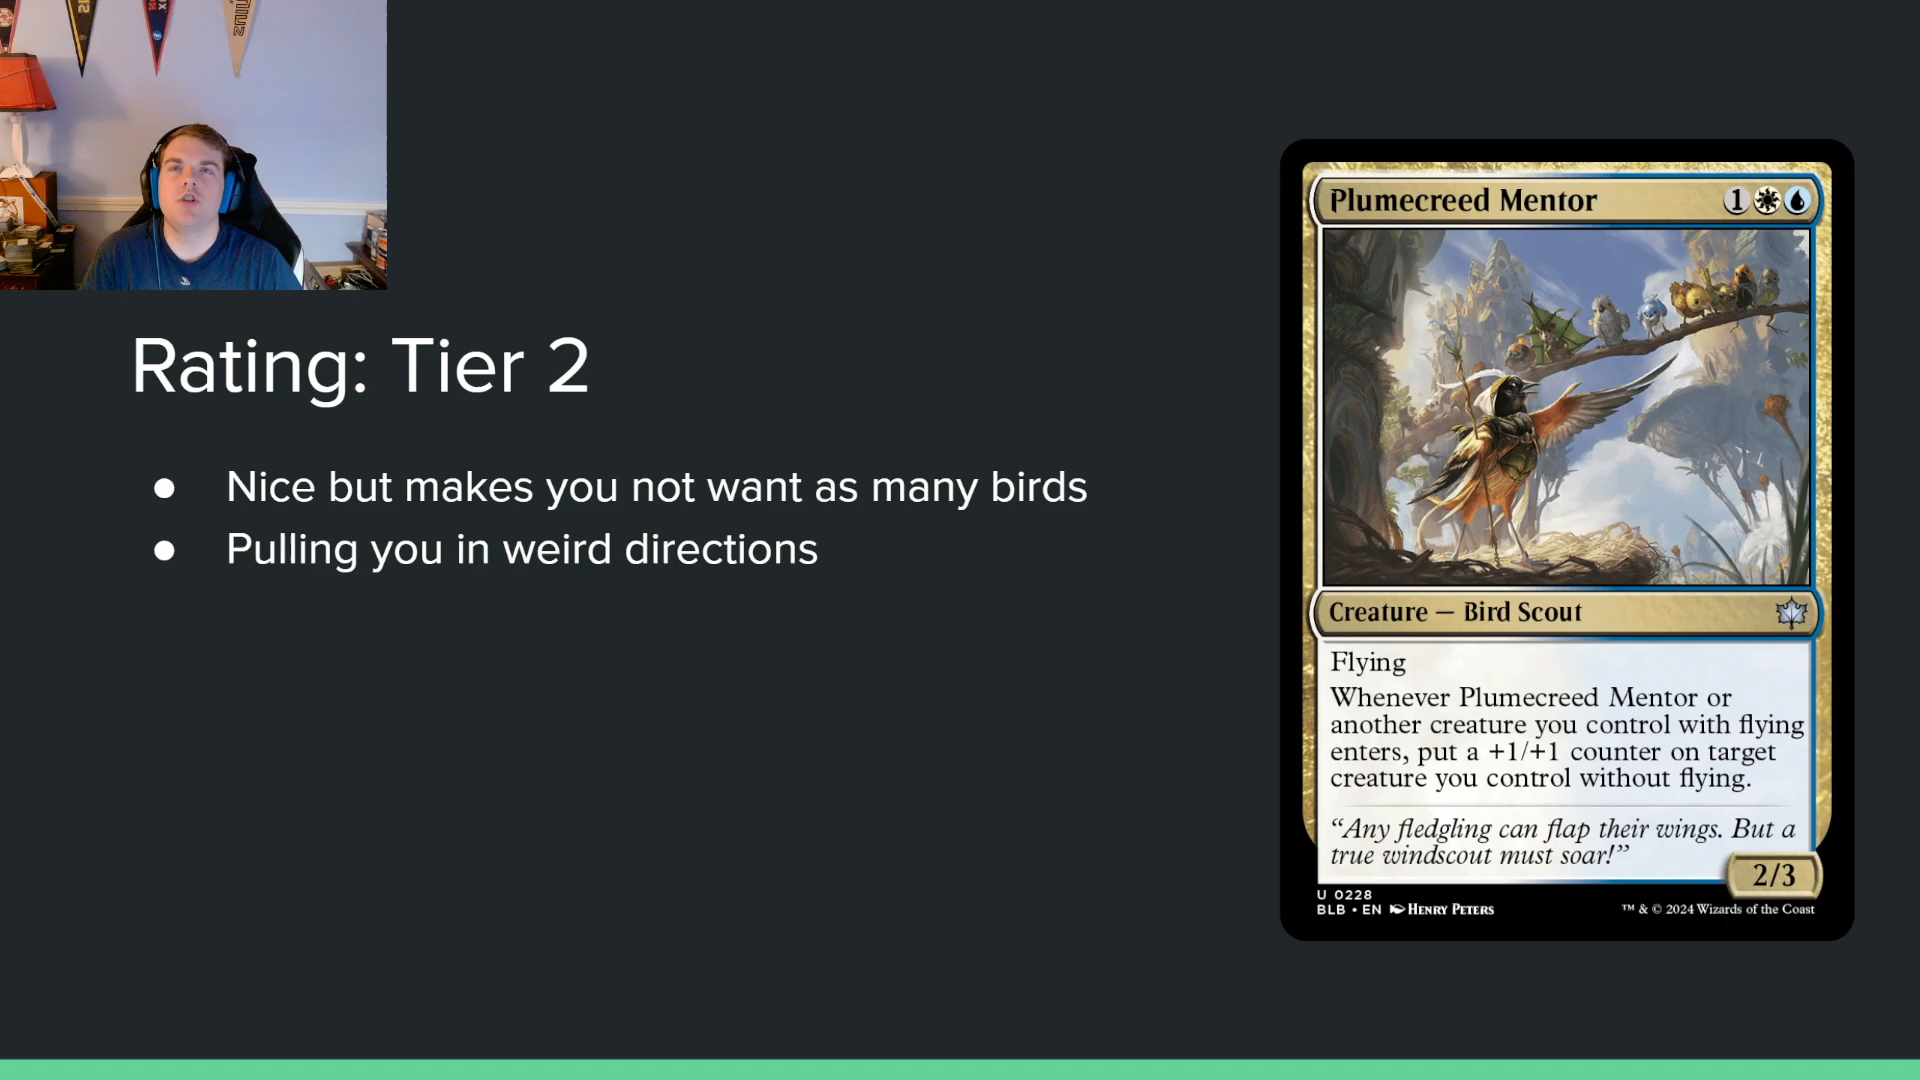 Rating: Tier 2
● Nice but makes you not want as many birds
● Pulling you in weird directions
Plumecreed Mentor
1
Creature — Bird Scout
Flying
Whenever Plumecreed Mentor or
another creature you control with flying
enters, put a +1/+1 counter on target
creature you control without flying.
“Any fledgling can flap their wings. But a
true windscout must soar!”
2/3
U 0228
BLB • EN Henry Peters
™ & © 2024 Wizards of the Coast